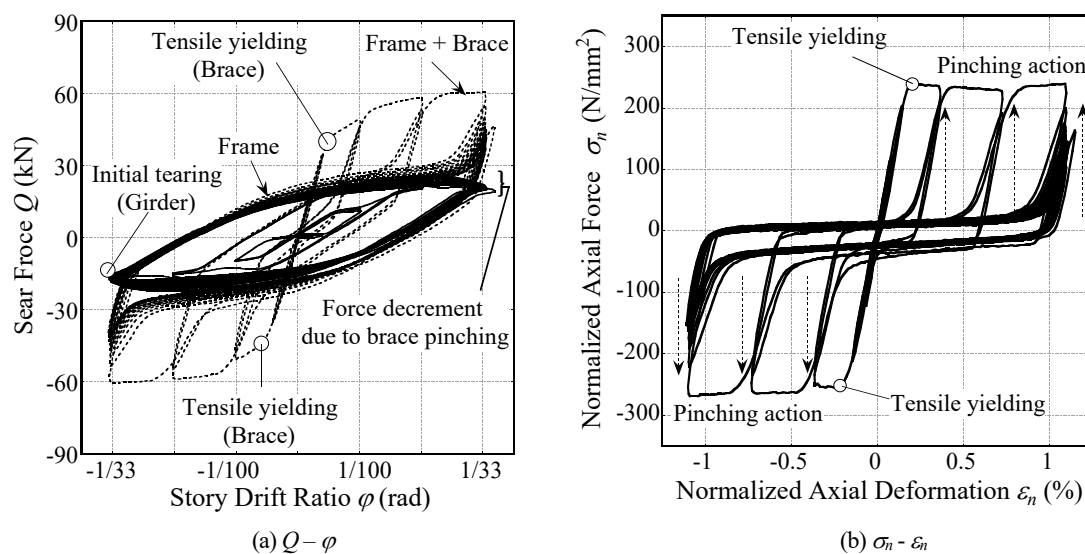 90
60
30
0
-30
-60
-90
Sear Froce Q (kN)
Tensile yielding
(Brace)
Frame + Brace
Frame
Initial tearing
(Girder)
}
Force decrement
due to brace pinching
Tensile yielding
(Brace)
-1/33 -1/100 1/100 1/33
Story Drift Ratio φ (rad)
(a) Q – φ
300
200
100
0
-100
-200
-300
Normalized Axial Force σn (N/mm²)
Tensile yielding
Pinching action
Pinching action
Tensile yielding
-1 -0.5 0 0.5 1
Normalized Axial Deformation εn (%)
(b) σn - εn